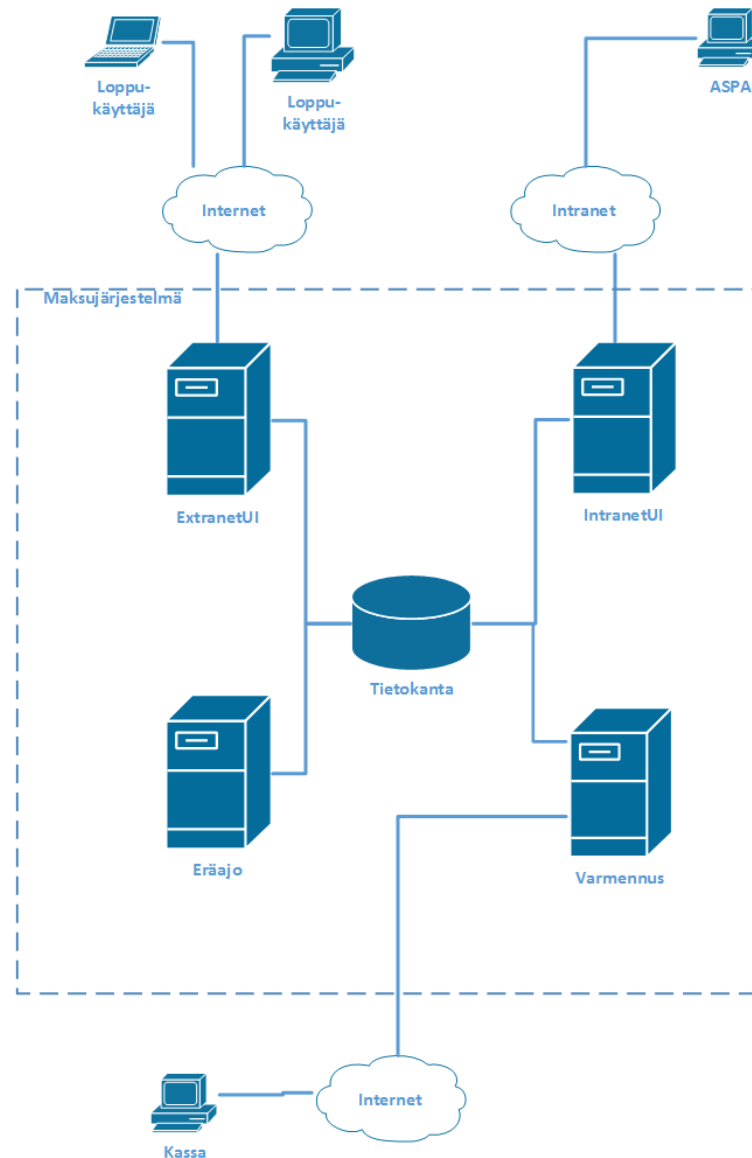 Loppu-
käyttäjä
Loppu-
käyttäjä
ASPA
Internet
Intranet
Maksujärjestelmä
ExtranetUI
IntranetUI
Tietokanta
Eräajo
Varmennus
Internet
Kassa